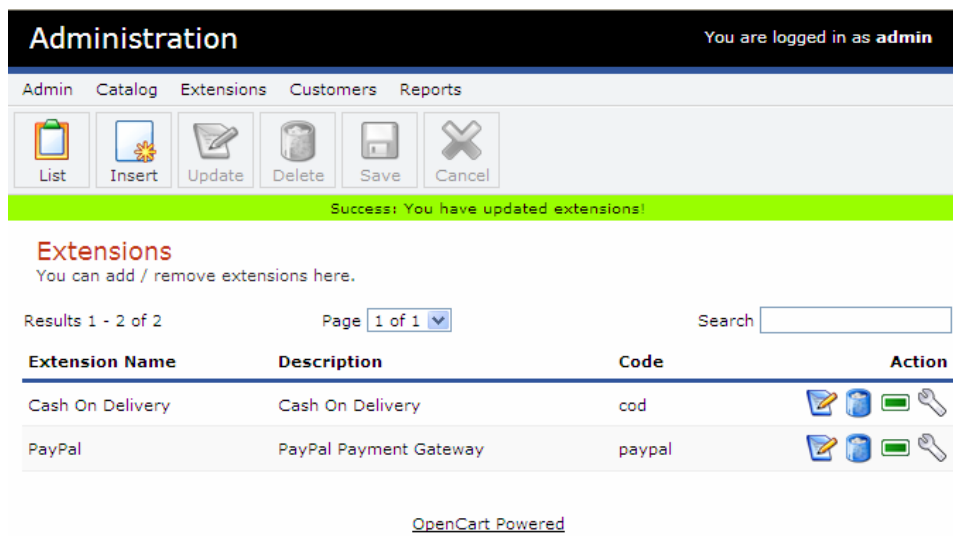 Administration You are logged in as admin
Admin Catalog Extensions Customers Reports
List Insert Update Delete Save Cancel
Success: You have updated extensions!
Extensions
You can add / remove extensions here.
Results 1 - 2 of 2 Page 1 of 1 Search
Extension Name Description Code Action
Cash On Delivery Cash On Delivery cod
PayPal PayPal Payment Gateway paypal
OpenCart Powered